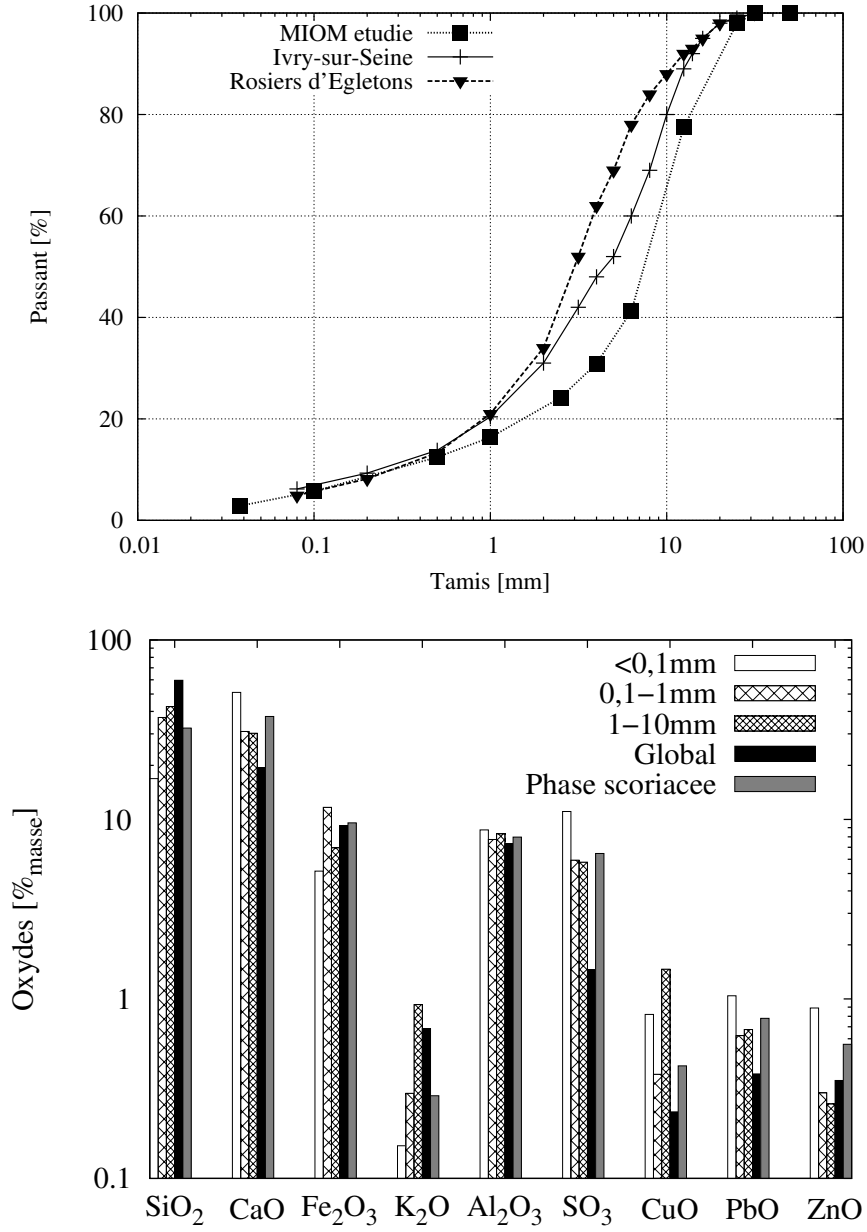 MIOM etudie
Ivry-sur-Seine
Rosiers d'Egletons
100
80
60
40
20
0
Passant [%]
0.01 0.1 1 10 100
Tamis [mm]
100
10
1
0.1
Oxydes [%masse]
<0,1mm
0,1−1mm
1−10mm
Global
Phase scoriacee
SiO2 CaO Fe2O3 K2O Al2O3 SO3 CuO PbO ZnO